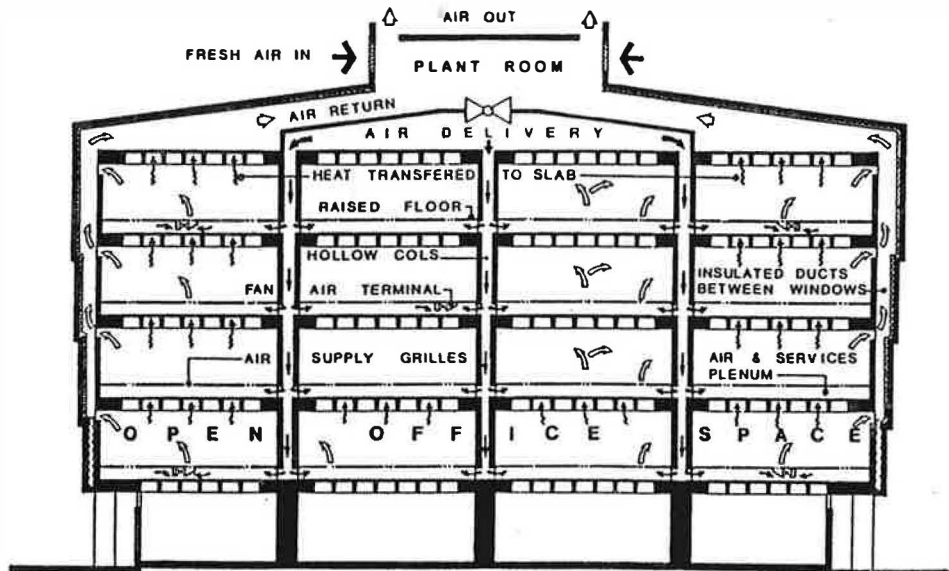 AIR OUT
FRESH AIR IN
PLANT ROOM
AIR RETURN
AIR DELIVERY
HEAT TRANSFERED TO SLAB
RAISED FLOOR
HOLLOW COLS
INSULATED DUCTS
BETWEEN WINDOWS
FAN AIR TERMINAL
AIR SUPPLY GRILLES
AIR & SERVICES
PLENUM
OPEN OFFICE SPACE